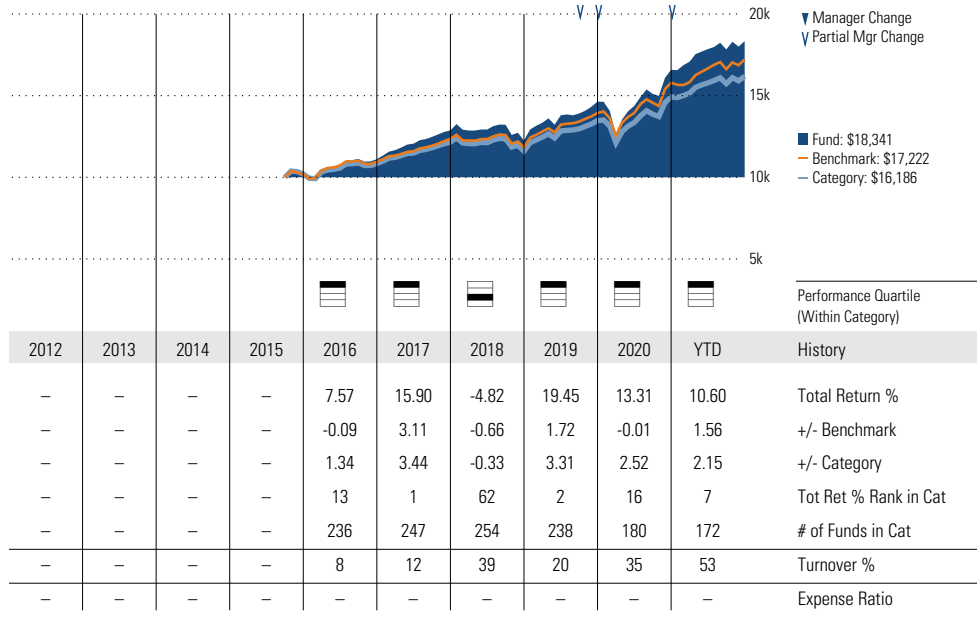 20k
15k
10k
5k
Manager Change
Partial Mgr Change
Fund: $18,341
Benchmark: $17,222
Category: $16,186
Performance Quartile
(Within Category)
2012 2013 2014 2015 2016 2017 2018 2019 2020 YTD History
– – – – 7.57 15.90 -4.82 19.45 13.31 10.60 Total Return %
– – – – -0.09 3.11 -0.66 1.72 -0.01 1.56 +/- Benchmark
– – – – 1.34 3.44 -0.33 3.31 2.52 2.15 +/- Category
– – – – 13 1 62 2 16 7 Tot Ret % Rank in Cat
– – – – 236 247 254 238 180 172 # of Funds in Cat
– – – – 8 12 39 20 35 53 Turnover %
– – – – – – – – – – Expense Ratio